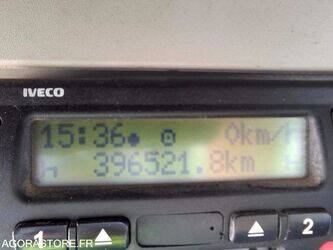 IVECO
15:36 0km/h
396521.8km
1 2
AGORASTORE.FR